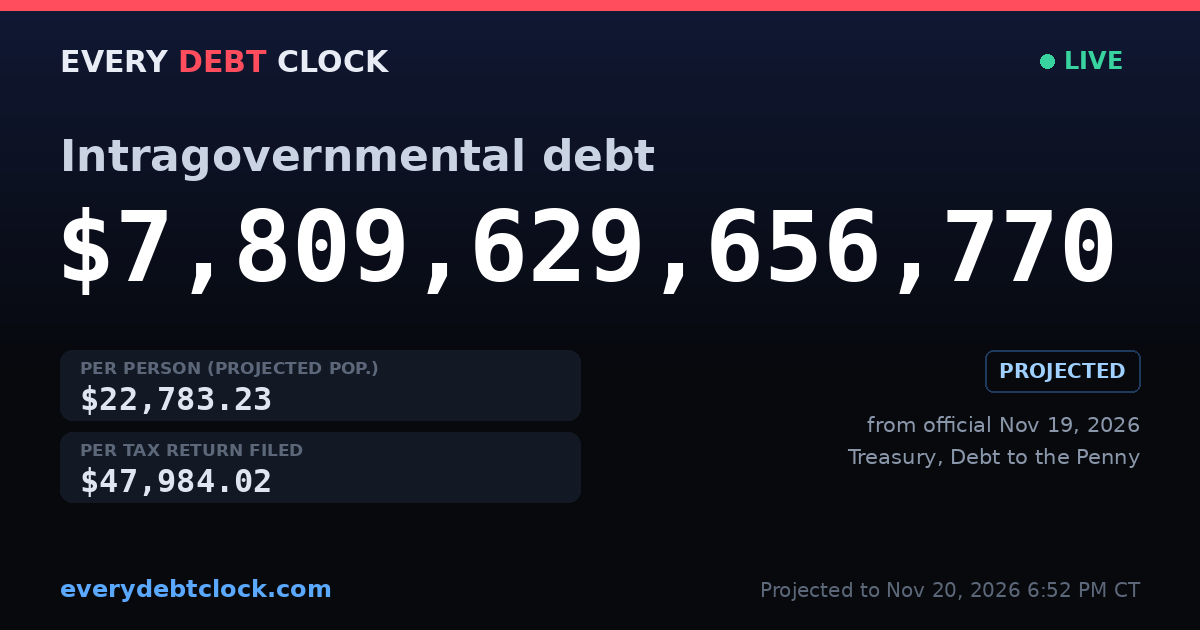 EVERY DEBT CLOCK
LIVE
Intragovernmental debt
$7,809,629,656,770
PER PERSON (PROJECTED POP.)
$22,783.23
PER TAX RETURN FILED
$47,984.02
PROJECTED
from official Nov 19, 2026
Treasury, Debt to the Penny
everydebtclock.com
Projected to Nov 20, 2026 6:52 PM CT